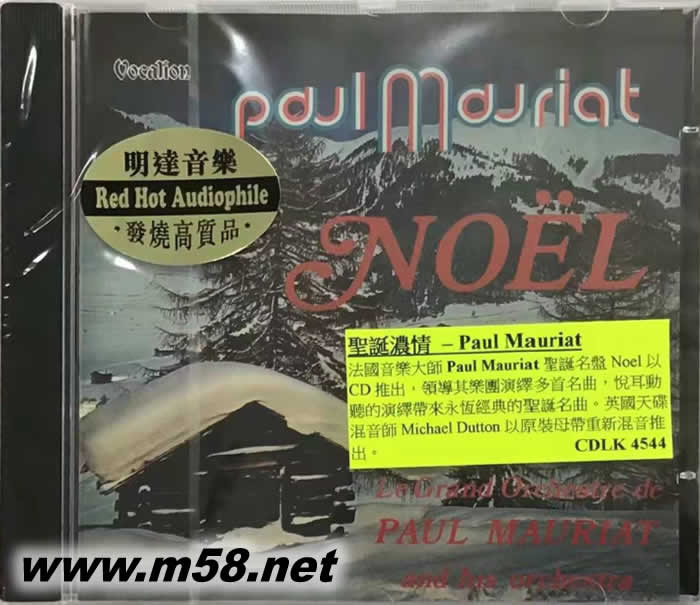 Vocalion
paul Mauriat
明達音樂
Red Hot Audiophile
·發燒高質品·
NOËL
聖誕濃情 – Paul Mauriat
法國音樂大師 Paul Mauriat 聖誕名盤 Noel 以
CD 推出，領導其樂團演繹多首名曲，悅耳動
聽的演繹帶來永恆經典的聖誕名曲。英國天碟
混音師 Michael Dutton 以原裝母帶重新混音推
出。 CDLK 4544
Le Grand Orchestre de
PAUL MAURIAT
and his orchestra
www.m58.net